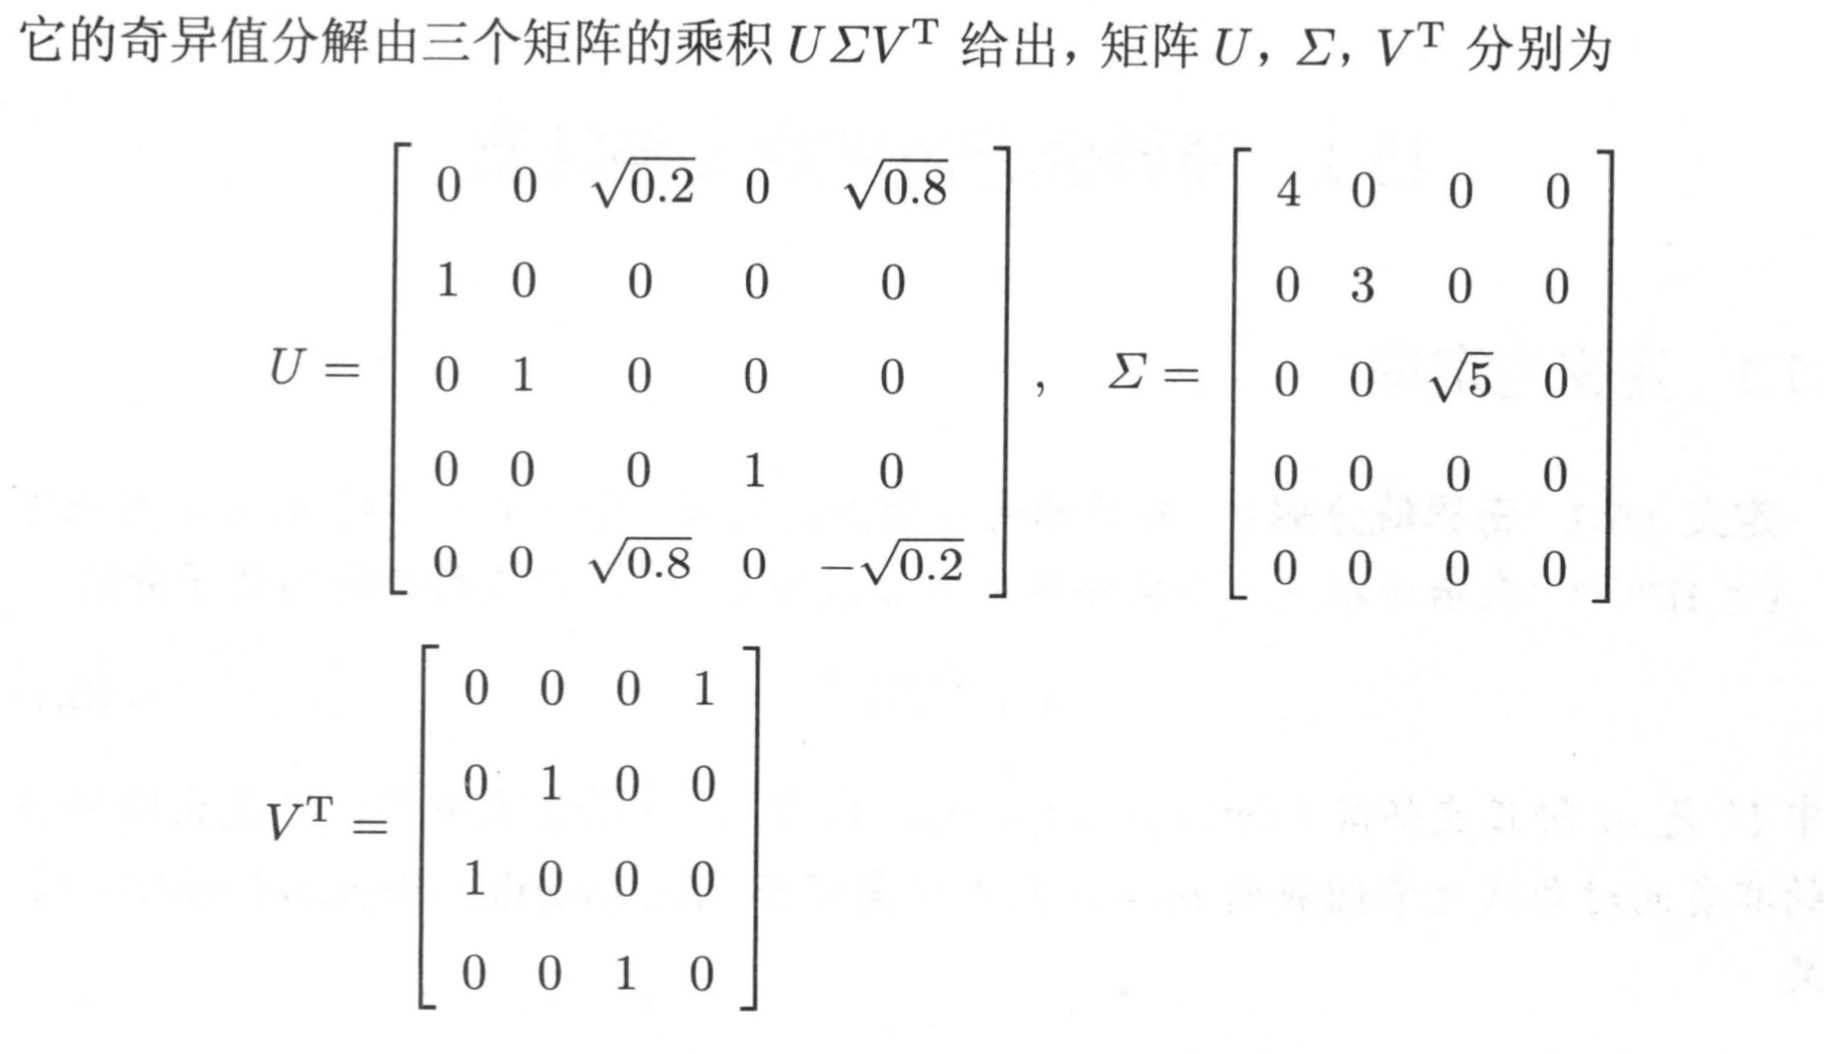 它的奇异值分解由三个矩阵的乘积 UΣV^T 给出，矩阵 U，Σ，V^T 分别为
U = [ 0 0 √0.2 0 √0.8
1 0 0 0 0
0 1 0 0 0
0 0 0 1 0
0 0 √0.8 0 −√0.2 ] ,
Σ = [ 4 0 0 0
0 3 0 0
0 0 √5 0
0 0 0 0
0 0 0 0 ]
V^T = [ 0 0 0 1
0 1 0 0
1 0 0 0
0 0 1 0 ]